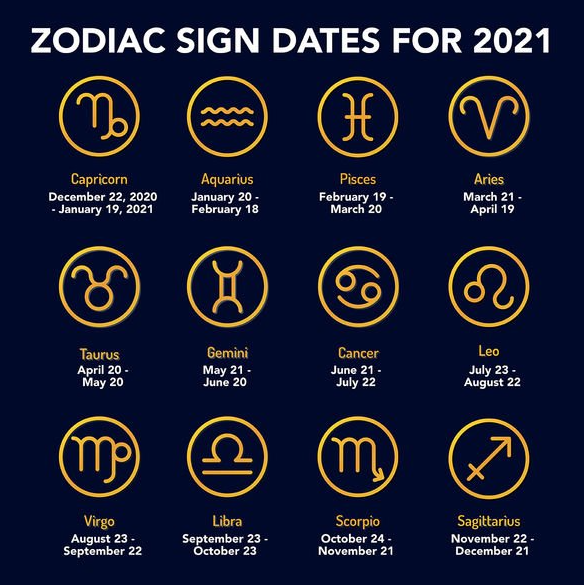 ZODIAC SIGN DATES FOR 2021
Capricorn
December 22, 2020
- January 19, 2021
Aquarius
January 20 -
February 18
Pisces
February 19 -
March 20
Aries
March 21 -
April 19
Taurus
April 20 -
May 20
Gemini
May 21 -
June 20
Cancer
June 21 -
July 22
Leo
July 23 -
August 22
Virgo
August 23 -
September 22
Libra
September 23 -
October 23
Scorpio
October 24 -
November 21
Sagittarius
November 22 -
December 21